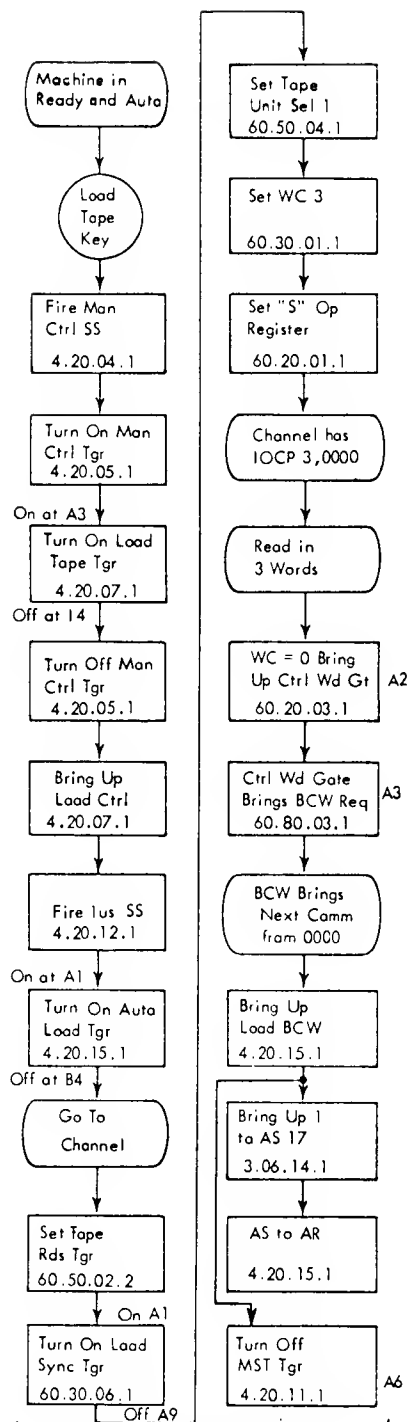 Machine in
Ready and Auto
Load
Tape
Key
Fire Man
Ctrl SS
4.20.04.1
Turn On Man
Ctrl Tgr
4.20.05.1
On at A3
Turn On Load
Tape Tgr
4.20.07.1
Off at I4
Turn Off Man
Ctrl Tgr
4.20.05.1
Bring Up
Load Ctrl
4.20.07.1
Fire 1us SS
4.20.12.1
On at A1
Turn On Auto
Load Tgr
4.20.15.1
Off at B4
Go To
Channel
Set Tape
Rds Tgr
60.50.02.2
On A1
Turn On Load
Sync Tgr
60.30.06.1
Off A9
Set Tape
Unit Sel 1
60.50.04.1
Set WC 3
60.30.01.1
Set "S" Op
Register
60.20.01.1
Channel has
IOCP 3,0000
Read in
3 Words
WC = 0 Bring
Up Ctrl Wd Gt
60.20.03.1
A2
Ctrl Wd Gate
Brings BCW Req
60.80.03.1
A3
BCW Brings
Next Comm
from 0000
Bring Up
Load BCW
4.20.15.1
Bring Up 1
to AS 17
3.06.14.1
AS to AR
4.20.15.1
Turn Off
MST Tgr
4.20.11.1
A6